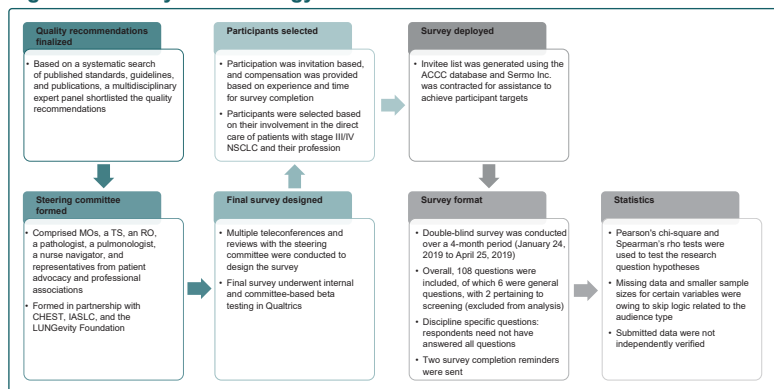 Quality recommendations
finalized
• Based on a systematic search
of published standards, guidelines,
and publications, a multidisciplinary
expert panel shortlisted the quality
recommendations
Steering committee
formed
• Comprised MOs, a TS, an RO,
a pathologist, a pulmonologist,
a nurse navigator, and
representatives from patient
advocacy and professional
associations
• Formed in partnership with
CHEST, IASLC, and the
LUNGevity Foundation
Final survey designed
• Multiple teleconferences and
reviews with the steering
committee were conducted to
design the survey
• Final survey underwent internal
and committee-based beta
testing in Qualtrics
Participants selected
• Participation was invitation based,
and compensation was provided
based on experience and time
for survey completion
• Participants were selected based
on their involvement in the direct
care of patients with stage III/IV
NSCLC and their profession
Survey deployed
• Invitee list was generated using the
ACCC database and Sermo Inc.
was contracted for assistance to
achieve participant targets
Survey format
• Double-blind survey was conducted
over a 4-month period (January 24,
2019 to April 25, 2019)
• Overall, 108 questions were
included, of which 6 were general
questions, with 2 pertaining to
screening (excluded from analysis)
• Discipline specific questions:
respondents need not have
answered all questions
• Two survey completion reminders
were sent
Statistics
• Pearson's chi-square and
Spearman's rho tests were
used to test the research
question hypotheses
• Missing data and smaller sample
sizes for certain variables were
owing to skip logic related to the
audience type
• Submitted data were not
independently verified